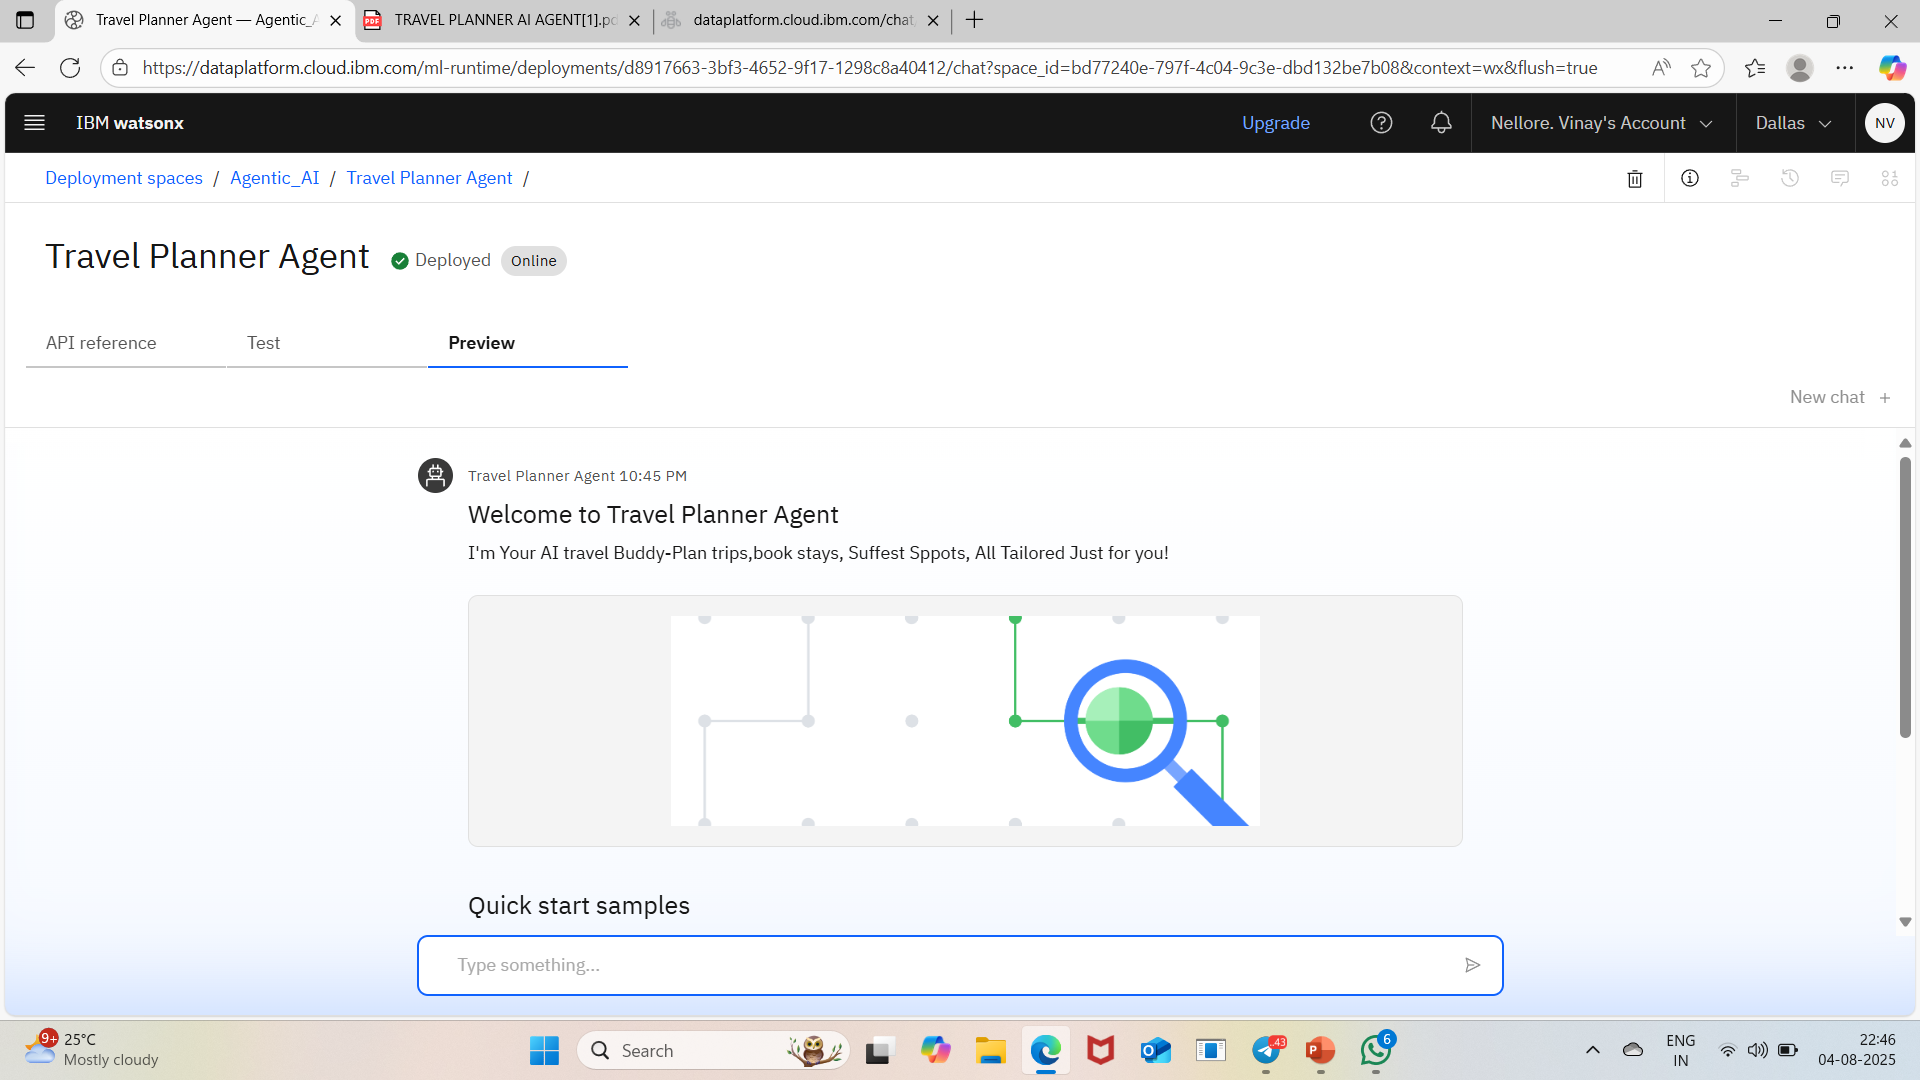 Travel Planner Agent — Agentic_A
TRAVEL PLANNER AI AGENT[1].pd
dataplatform.cloud.ibm.com/chat
https://dataplatform.cloud.ibm.com/ml-runtime/deployments/d8917663-3bf3-4652-9f17-1298c8a40412/chat?space_id=bd77240e-797f-4c04-9c3e-dbd132be7b08&context=wx&flush=true
IBM watsonx
Upgrade
Nellore. Vinay's Account
Dallas
NV
Deployment spaces / Agentic_AI / Travel Planner Agent /
Travel Planner Agent
Deployed
Online
API reference
Test
Preview
New chat +
Travel Planner Agent 10:45 PM
Welcome to Travel Planner Agent
I'm Your AI travel Buddy-Plan trips,book stays, Suffest Sppots, All Tailored Just for you!
Quick start samples
Type something...
9+
25°C
Mostly cloudy
Search
43
6
ENG
IN
22:46
04-08-2025